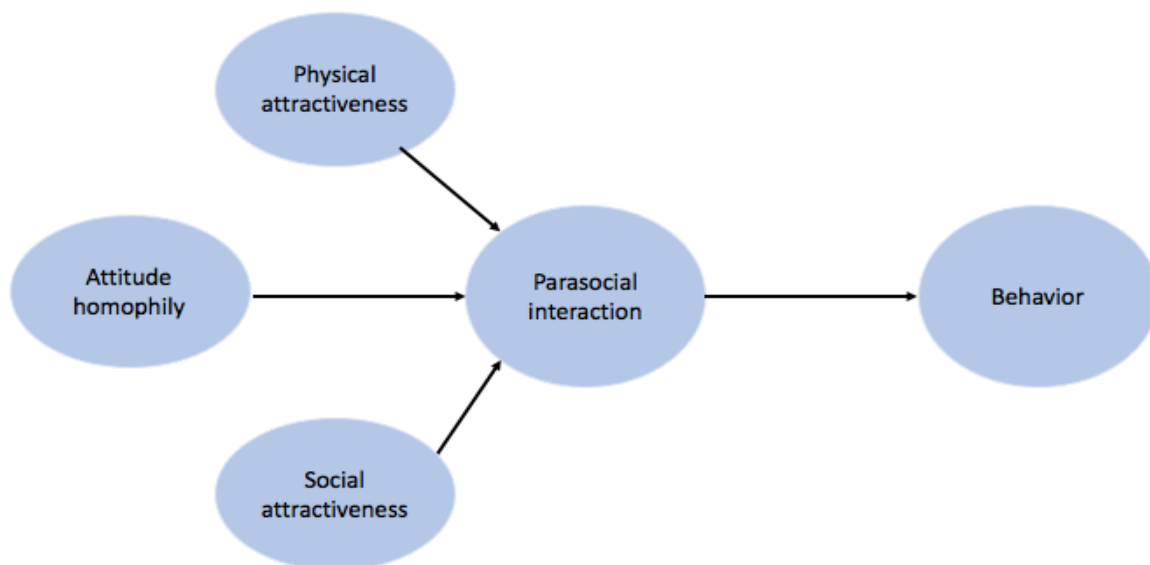 Physical
attractiveness
Attitude
homophily
Parasocial
interaction
Behavior
Social
attractiveness